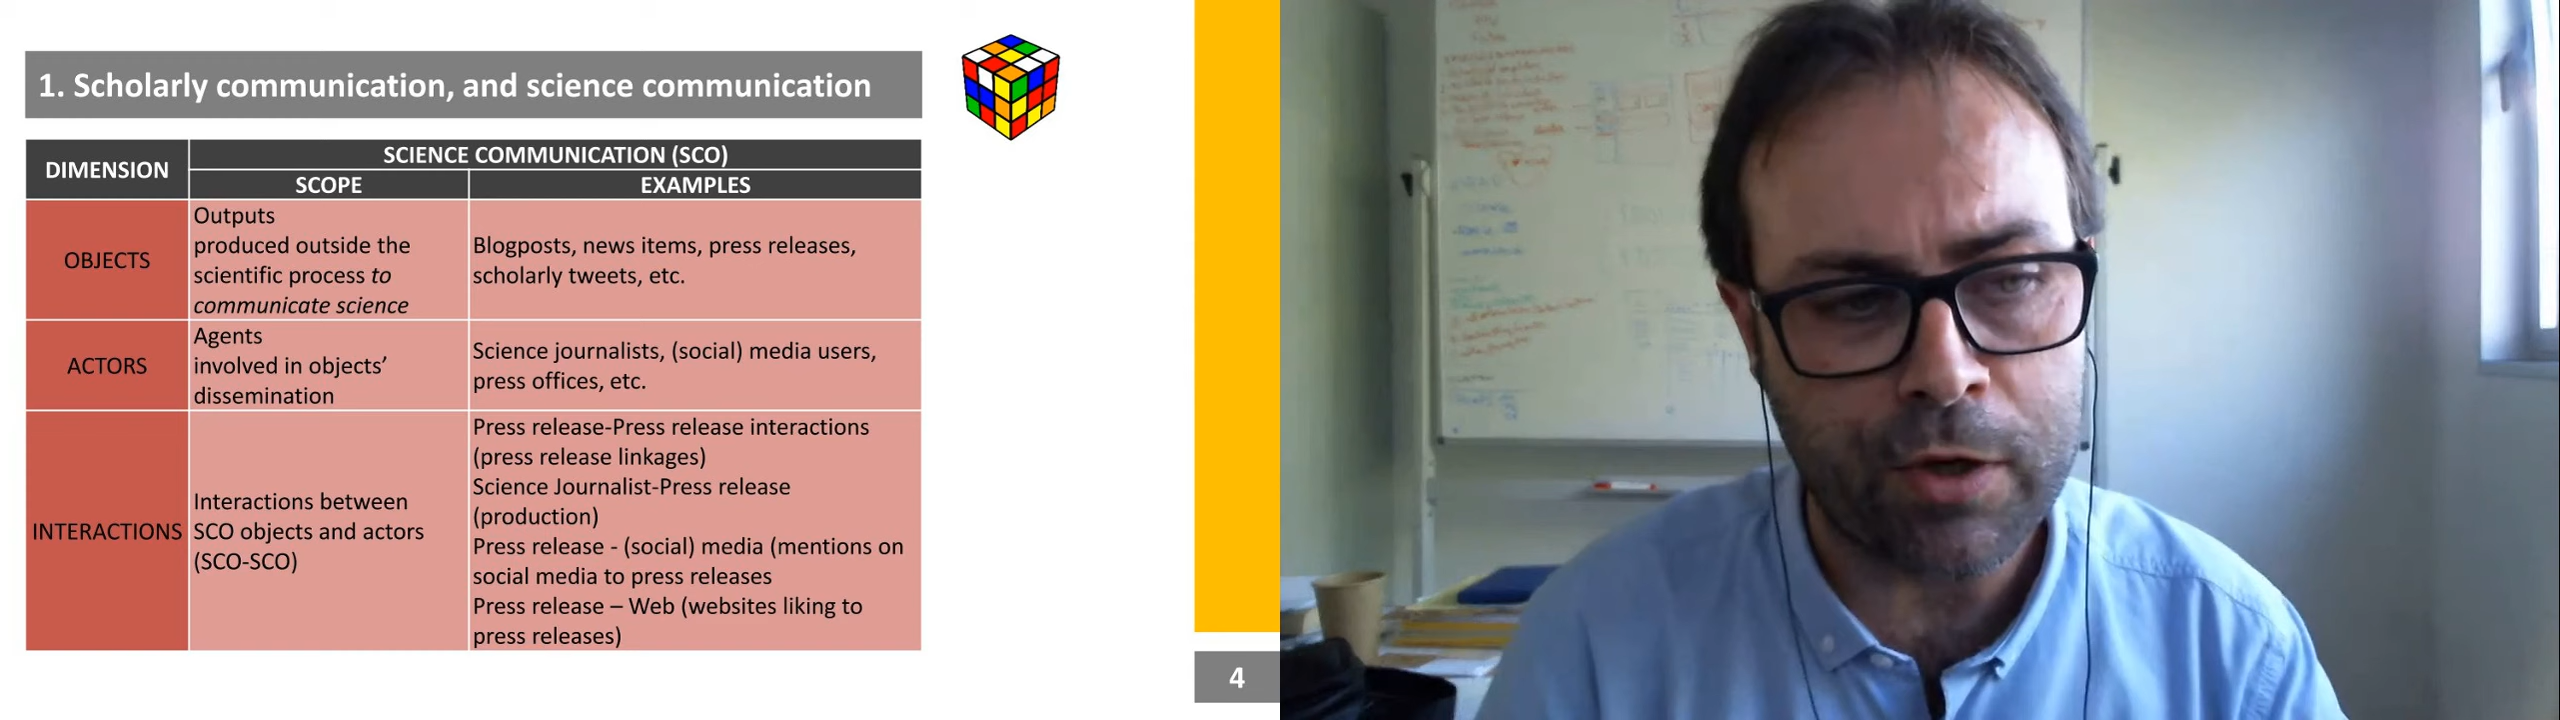 1. Scholarly communication, and science communication
DIMENSION
SCIENCE COMMUNICATION (SCO)
SCOPE
EXAMPLES
OBJECTS
Outputs
produced outside the
scientific process to
communicate science
Blogposts, news items, press releases,
scholarly tweets, etc.
ACTORS
Agents
involved in objects’
dissemination
Science journalists, (social) media users,
press offices, etc.
INTERACTIONS
Interactions between
SCO objects and actors
(SCO-SCO)
Press release-Press release interactions
(press release linkages)
Science Journalist-Press release
(production)
Press release - (social) media (mentions on
social media to press releases
Press release – Web (websites liking to
press releases)
4